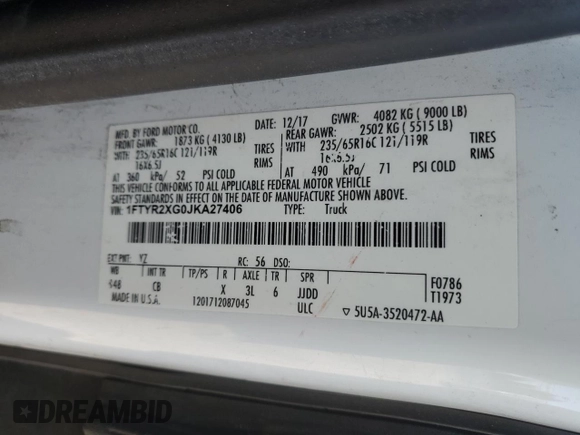 MFD. BY FORD MOTOR CO. 12/17 GVWR: 4082 KG ( 9000 LB)
FRONT GAWR: 1873 KG ( 4130 LB) REAR GAWR: 2502 KG ( 5515 LB)
WITH 235/65R16C 121/119R TIRES WITH 235/65R16C 121/119R TIRES
16X6.5J RIMS 16X6.5J RIMS
AT 360 kPa/ 52 PSI COLD AT 490 kPa/ 71 PSI COLD
THIS VEHICLE CONFORMS TO ALL APPLICABLE FEDERAL MOTOR VEHICLE
SAFETY STANDARDS IN EFFECT ON THE DATE OF MANUFACTURE SHOWN ABOVE.
VIN: 1FTYR2XG0JKA27406 TYPE: Truck
EXT PNT: YZ RC: 56 DSO:
WB INT TR TP/PS R AXLE TR SPR F0786
148 CB X 3L 6 JJDD T1973
MADE IN U.S.A. 1201712087045 ULC ▽ 5U5A-3520472-AA
DREAMBID